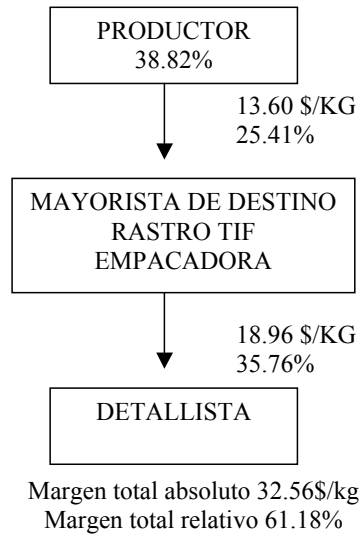 PRODUCTOR
38.82%
13.60 $/KG
25.41%
MAYORISTA DE DESTINO
RASTRO TIF
EMPACADORA
18.96 $/KG
35.76%
DETALLISTA
Margen total absoluto 32.56$/kg
Margen total relativo 61.18%